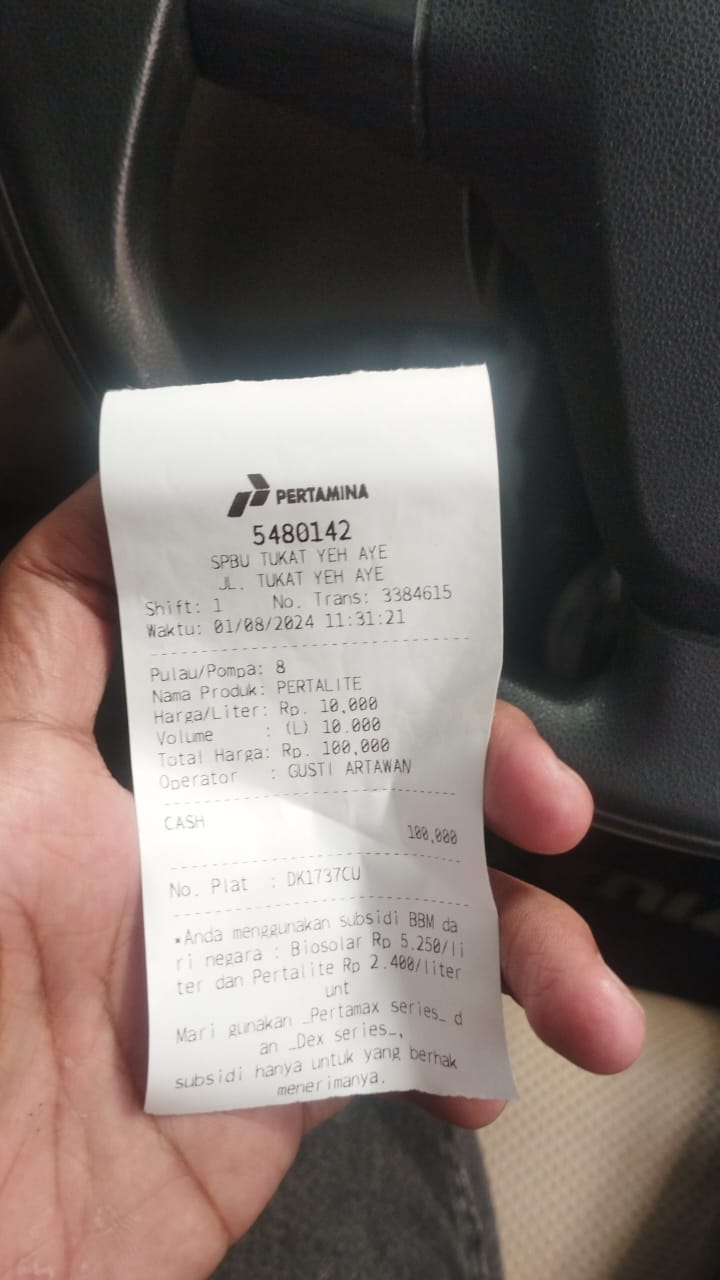 PERTAMINA
5480142
SPBU TUKAT YEH AYE
JL. TUKAT YEH AYE
Shift: 1 No. Trans: 3384615
Waktu: 01/08/2024 11:31:21
Pulau/Pompa: 8
Nama Produk: PERTALITE
Harga/Liter: Rp. 10,000
Volume : (L) 10.000
Total Harga: Rp. 100,000
Operator : GUSTI ARTAWAN
CASH
100,000
No. Plat : DK1737CU
*Anda menggunakan subsidi BBM da
ri negara : Biosolar Rp 5.250/li
ter dan Pertalite Rp 2.400/liter
unt
Mari gunakan _Pertamax series_ d
an _Dex series_,
subsidi hanya untuk yang berhak
menerimanya.